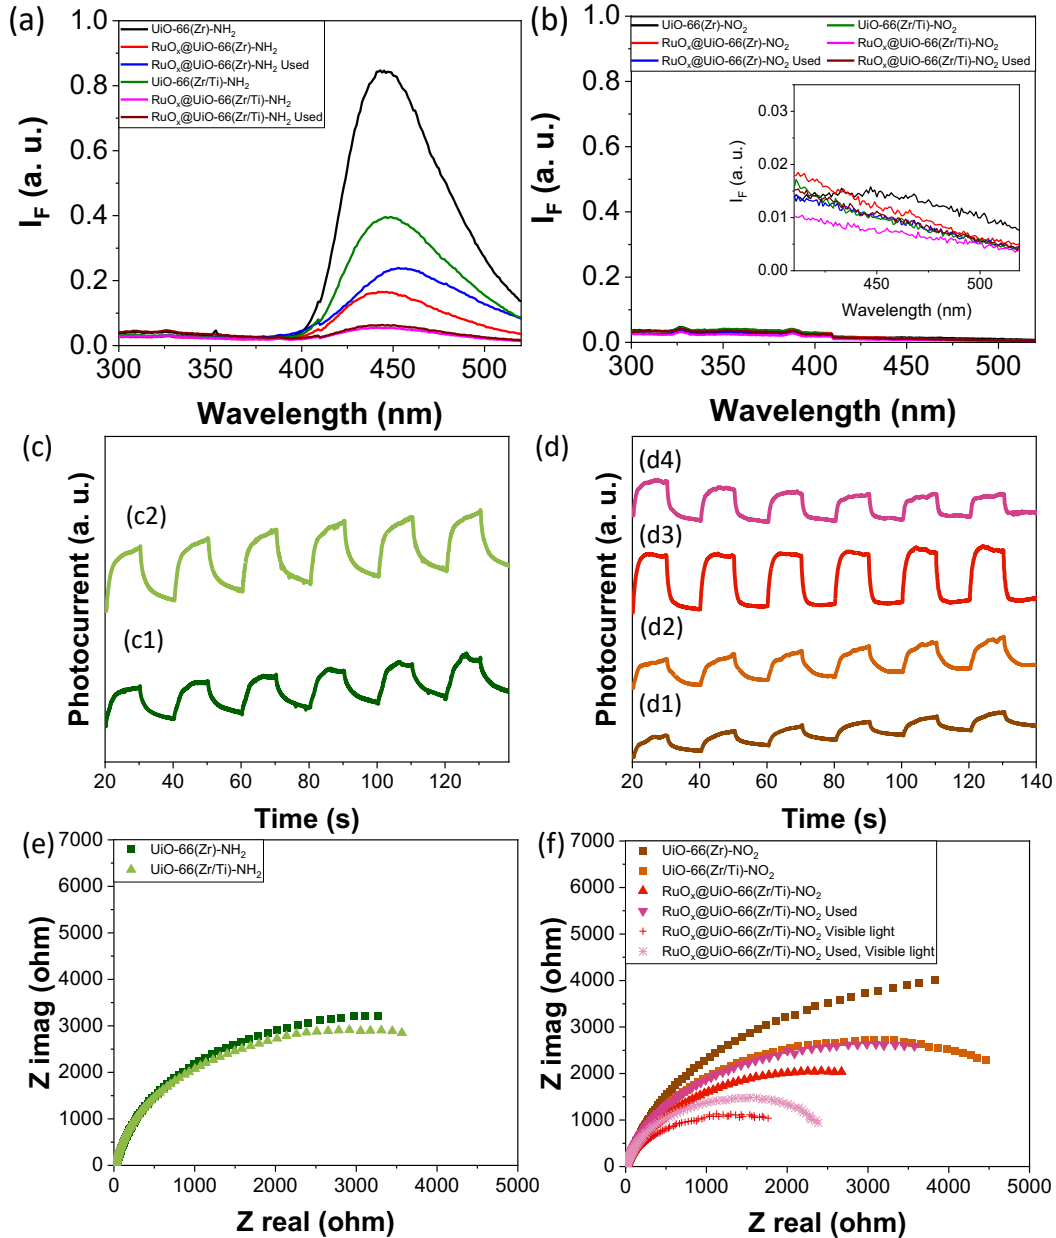 (a)
UiO-66(Zr)-NH₂
RuOₓ@UiO-66(Zr)-NH₂
RuOₓ@UiO-66(Zr)-NH₂ Used
UiO-66(Zr/Ti)-NH₂
RuOₓ@UiO-66(Zr/Ti)-NH₂
RuOₓ@UiO-66(Zr/Ti)-NH₂ Used
1.0
0.8
0.6
0.4
0.2
0.0
I_F (a. u.)
300 350 400 450 500
Wavelength (nm)
(b)
UiO-66(Zr)-NO₂
RuOₓ@UiO-66(Zr)-NO₂
RuOₓ@UiO-66(Zr)-NO₂ Used
UiO-66(Zr/Ti)-NO₂
RuOₓ@UiO-66(Zr/Ti)-NO₂
RuOₓ@UiO-66(Zr/Ti)-NO₂ Used
1.0
0.8
0.6
0.4
0.2
0.0
I_F (a. u.)
0.03
0.02
0.01
0.00
I_F (a. u.)
450 500
Wavelength (nm)
300 350 400 450 500
Wavelength (nm)
(c)
Photocurrent (a. u.)
(c2)
(c1)
20 40 60 80 100 120
Time (s)
(d)
Photocurrent (a. u.)
(d4)
(d3)
(d2)
(d1)
20 40 60 80 100 120 140
Time (s)
(e)
UiO-66(Zr)-NH₂
UiO-66(Zr/Ti)-NH₂
7000
6000
5000
4000
3000
2000
1000
0
Z imag (ohm)
0 1000 2000 3000 4000 5000
Z real (ohm)
(f)
UiO-66(Zr)-NO₂
UiO-66(Zr/Ti)-NO₂
RuOₓ@UiO-66(Zr/Ti)-NO₂
RuOₓ@UiO-66(Zr/Ti)-NO₂ Used
RuOₓ@UiO-66(Zr/Ti)-NO₂ Visible light
RuOₓ@UiO-66(Zr/Ti)-NO₂ Used, Visible light
7000
6000
5000
4000
3000
2000
1000
0
Z imag (ohm)
0 1000 2000 3000 4000 5000
Z real (ohm)